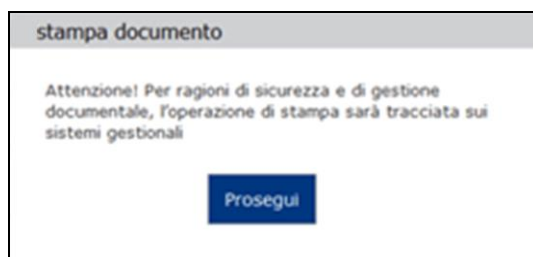 stampa documento
Attenzione! Per ragioni di sicurezza e di gestione
documentale, l'operazione di stampa sarà tracciata sui
sistemi gestionali
Prosegui